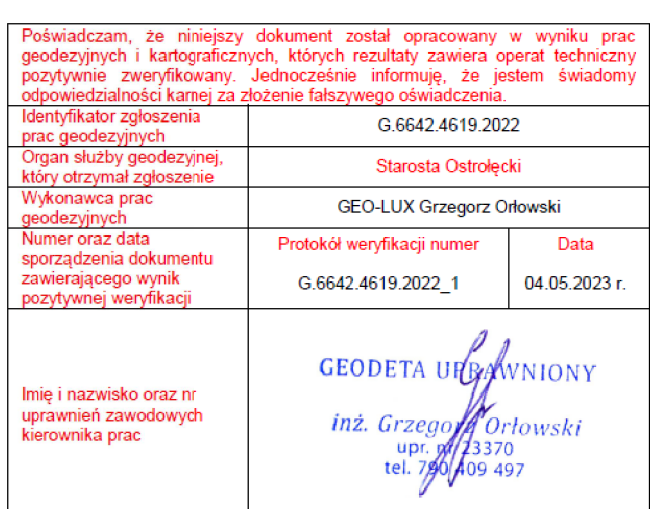 Poświadczam, że niniejszy dokument został opracowany w wyniku prac
geodezyjnych i kartograficznych, których rezultaty zawiera operat techniczny
pozytywnie zweryfikowany. Jednocześnie informuję, że jestem świadomy
odpowiedzialności karnej za złożenie fałszywego oświadczenia.
Identyfikator zgłoszenia
prac geodezyjnych
G.6642.4619.2022
Organ służby geodezyjnej,
który otrzymał zgłoszenie
Starosta Ostrołęcki
Wykonawca prac
geodezyjnych
GEO-LUX Grzegorz Orłowski
Numer oraz data
sporządzenia dokumentu
zawierającego wynik
pozytywnej weryfikacji
Protokół weryfikacji numer
G.6642.4619.2022_1
Data
04.05.2023 r.
Imię i nazwisko oraz nr
uprawnień zawodowych
kierownika prac
GEODETA UPRAWNIONY
inż. Grzegorz Orłowski
upr. nr 23370
tel. 790 409 497